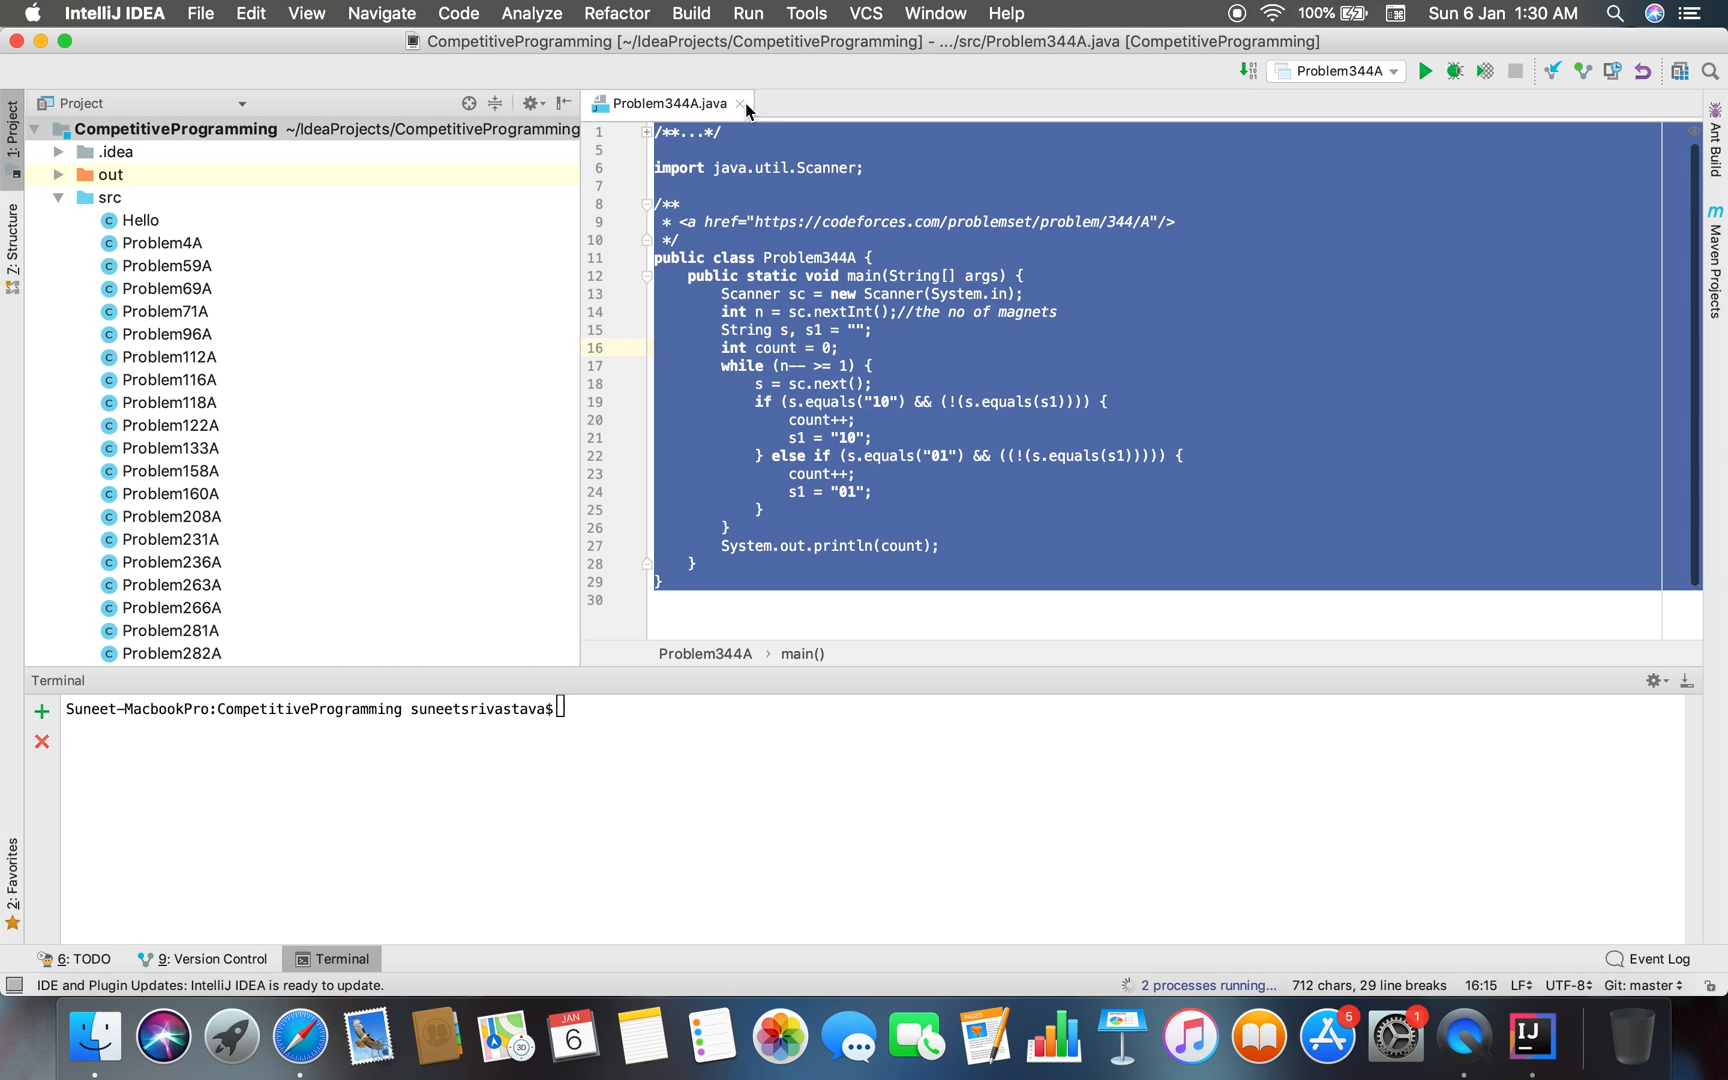 IntelliJ IDEA File Edit View Navigate Code Analyze Refactor Build Run Tools VCS Window Help 100% Sun 6 Jan 1:30 AM
CompetitiveProgramming [~/IdeaProjects/CompetitiveProgramming] - .../src/Problem344A.java [CompetitiveProgramming]
Problem344A
1: Project
Z: Structure
2: Favorites
Project
CompetitiveProgramming ~/IdeaProjects/CompetitiveProgramming
.idea
out
src
Hello
Problem4A
Problem59A
Problem69A
Problem71A
Problem96A
Problem112A
Problem116A
Problem118A
Problem122A
Problem133A
Problem158A
Problem160A
Problem208A
Problem231A
Problem236A
Problem263A
Problem266A
Problem281A
Problem282A
Problem344A.java
1 /**...*/
5
6 import java.util.Scanner;
7
8 /**
9 * <a href="https://codeforces.com/problemset/problem/344/A"/>
10 */
11 public class Problem344A {
12 public static void main(String[] args) {
13 Scanner sc = new Scanner(System.in);
14 int n = sc.nextInt();//the no of magnets
15 String s, s1 = "";
16 int count = 0;
17 while (n-- >= 1) {
18 s = sc.next();
19 if (s.equals("10") && (!(s.equals(s1)))) {
20 count++;
21 s1 = "10";
22 } else if (s.equals("01") && ((!(s.equals(s1))))) {
23 count++;
24 s1 = "01";
25 }
26 }
27 System.out.println(count);
28 }
29 }
30
Problem344A › main()
Ant Build
Maven Projects
Terminal
Suneet-MacbookPro:CompetitiveProgramming suneetsrivastava$
6: TODO 9: Version Control Terminal Event Log
IDE and Plugin Updates: IntelliJ IDEA is ready to update. 2 processes running... 712 chars, 29 line breaks 16:15 LF UTF-8 Git: master
JAN
6
3D
PAGES
5
1
IJ